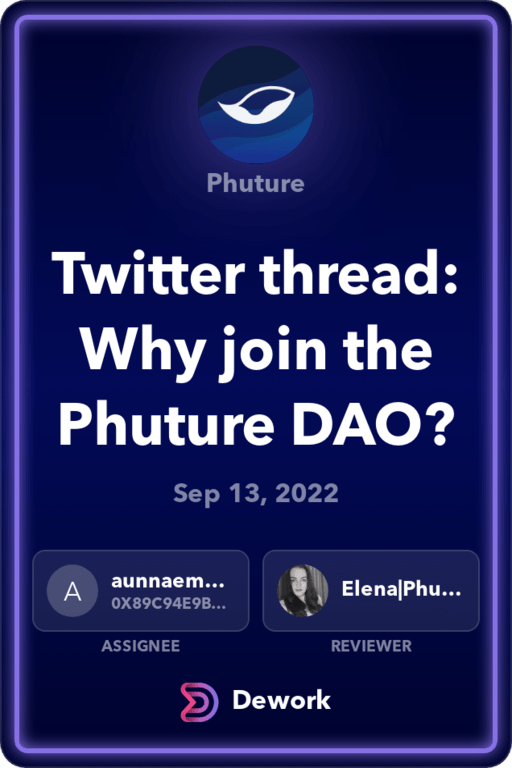 Phuture
Twitter thread:
Why join the
Phuture DAO?
Sep 13, 2022
A
aunnaem...
0X89C94E9B...
Elena|Phu...
ASSIGNEE
REVIEWER
Dework